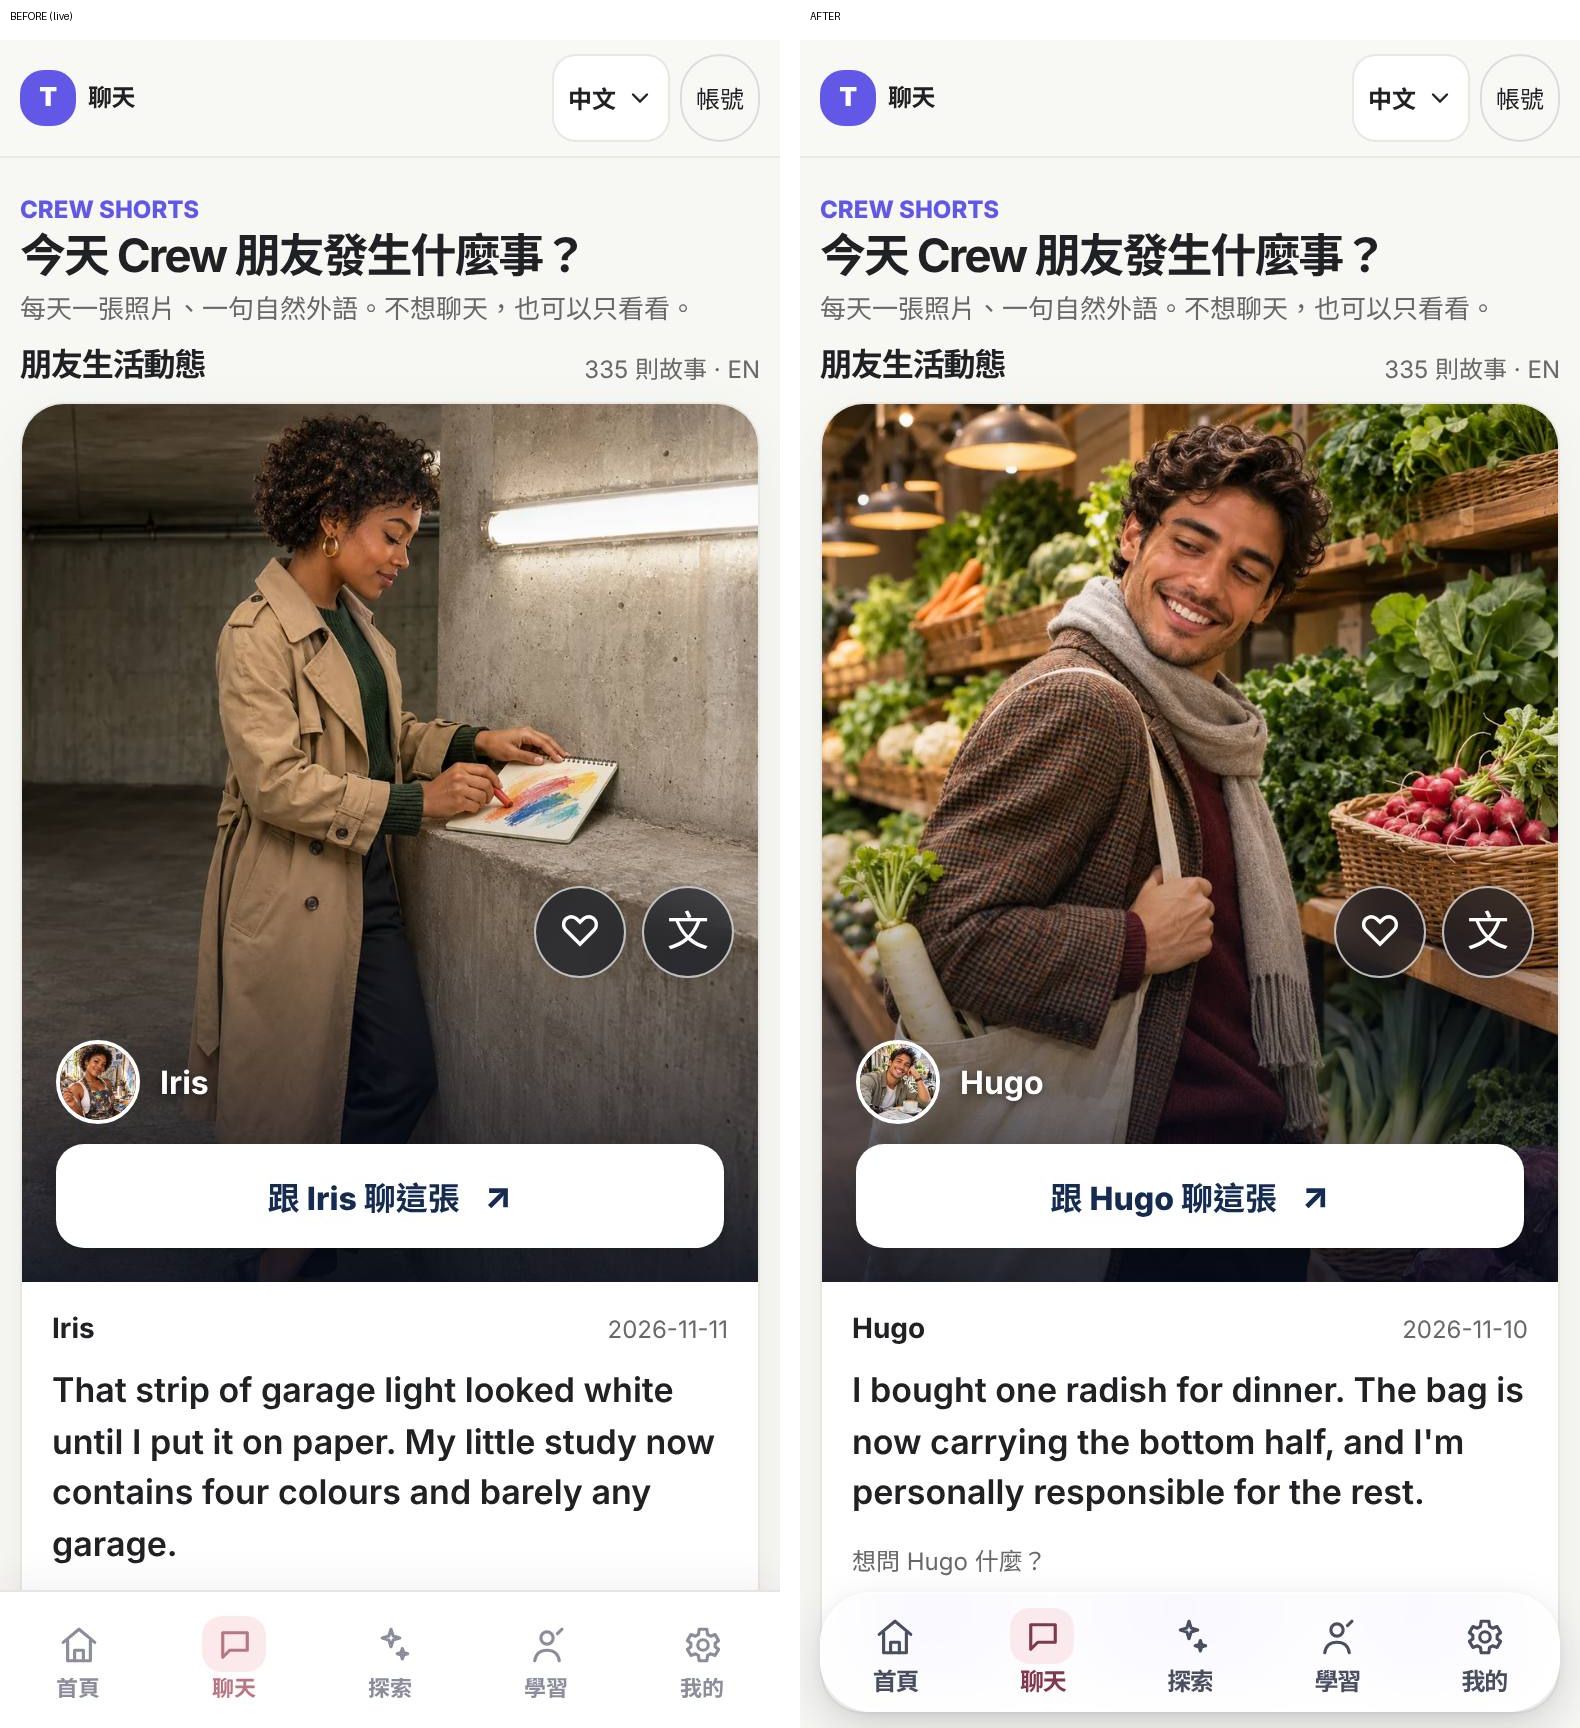 BEFORE (live)
T 聊天
中文
帳號
CREW SHORTS
今天 Crew 朋友發生什麼事？
每天一張照片、一句自然外語。不想聊天，也可以只看看。
朋友生活動態
335 則故事 · EN
文
Iris
跟 Iris 聊這張
Iris
2026-11-11
That strip of garage light looked white
until I put it on paper. My little study now
contains four colours and barely any
garage.
首頁
聊天
探索
學習
我的
AFTER
T 聊天
中文
帳號
CREW SHORTS
今天 Crew 朋友發生什麼事？
每天一張照片、一句自然外語。不想聊天，也可以只看看。
朋友生活動態
335 則故事 · EN
文
Hugo
跟 Hugo 聊這張
Hugo
2026-11-10
I bought one radish for dinner. The bag is
now carrying the bottom half, and I'm
personally responsible for the rest.
想問 Hugo 什麼？
首頁
聊天
探索
學習
我的